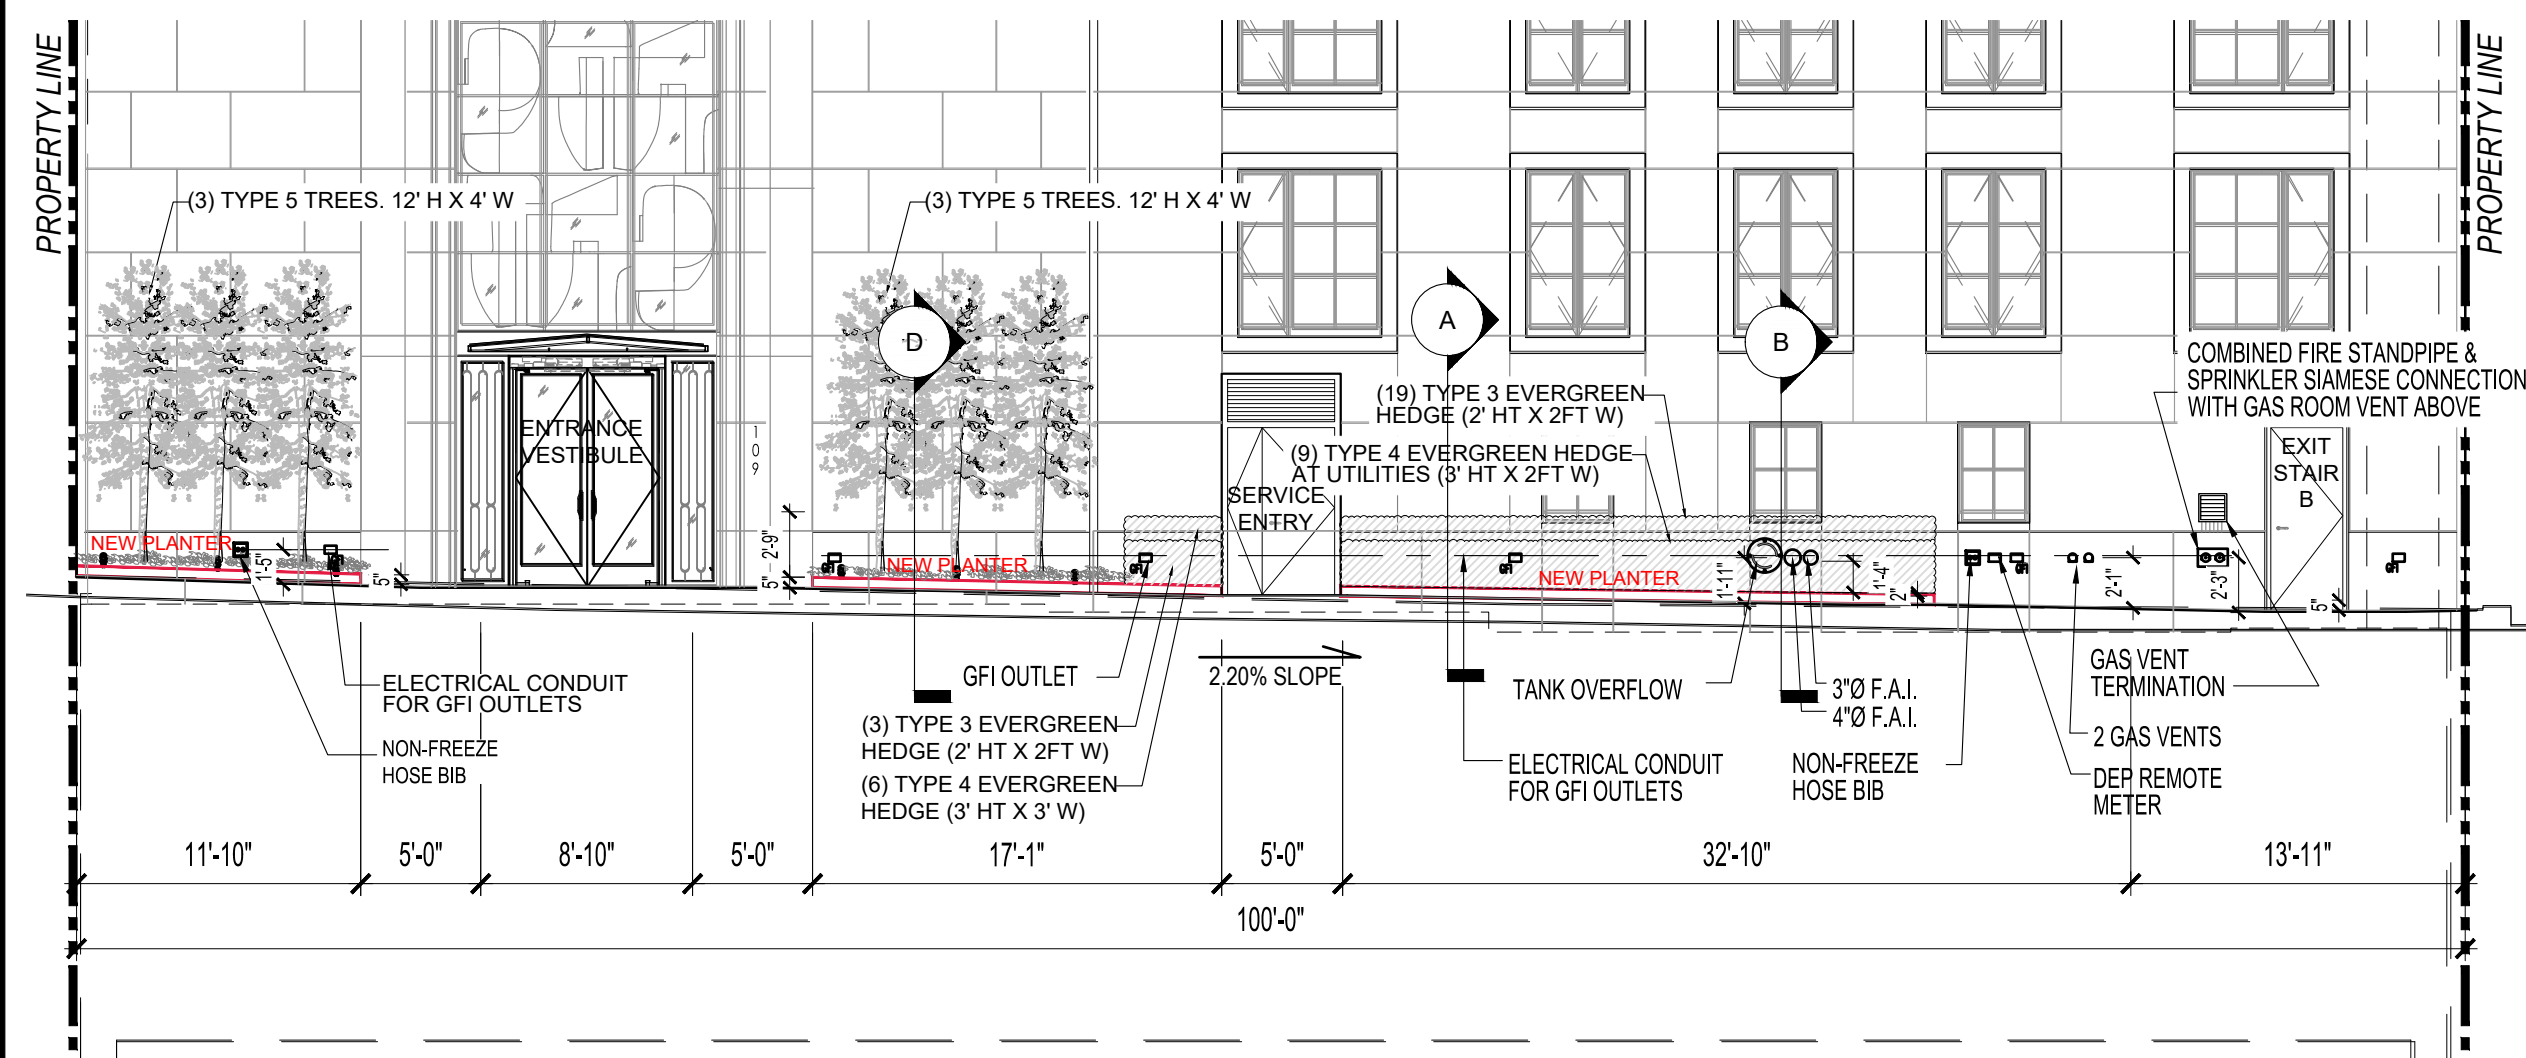 PROPERTY LINE
PROPERTY LINE
(3) TYPE 5 TREES. 12' H X 4' W
(3) TYPE 5 TREES. 12' H X 4' W
D
A
B
COMBINED FIRE STANDPIPE &
SPRINKLER SIAMESE CONNECTION
WITH GAS ROOM VENT ABOVE
(19) TYPE 3 EVERGREEN
HEDGE (2' HT X 2FT W)
(9) TYPE 4 EVERGREEN HEDGE
AT UTILITIES (3' HT X 2FT W)
ENTRANCE
VESTIBULE
109
SERVICE
ENTRY
EXIT
STAIR
B
NEW PLANTER
NEW PLANTER
NEW PLANTER
1'-5"
5"
2'-9"
5"
GFI
GFI
GFI
GFI
GFI
GFI
1'-11"
1'-4"
2"
2'-1"
2'-3"
5"
ELECTRICAL CONDUIT
FOR GFI OUTLETS
NON-FREEZE
HOSE BIB
GFI OUTLET
2.20% SLOPE
(3) TYPE 3 EVERGREEN
HEDGE (2' HT X 2FT W)
(6) TYPE 4 EVERGREEN
HEDGE (3' HT X 3' W)
TANK OVERFLOW
3"Ø F.A.I.
4"Ø F.A.I.
ELECTRICAL CONDUIT
FOR GFI OUTLETS
NON-FREEZE
HOSE BIB
GAS VENT
TERMINATION
2 GAS VENTS
DEP REMOTE
METER
11'-10"
5'-0"
8'-10"
5'-0"
17'-1"
5'-0"
32'-10"
13'-11"
100'-0"